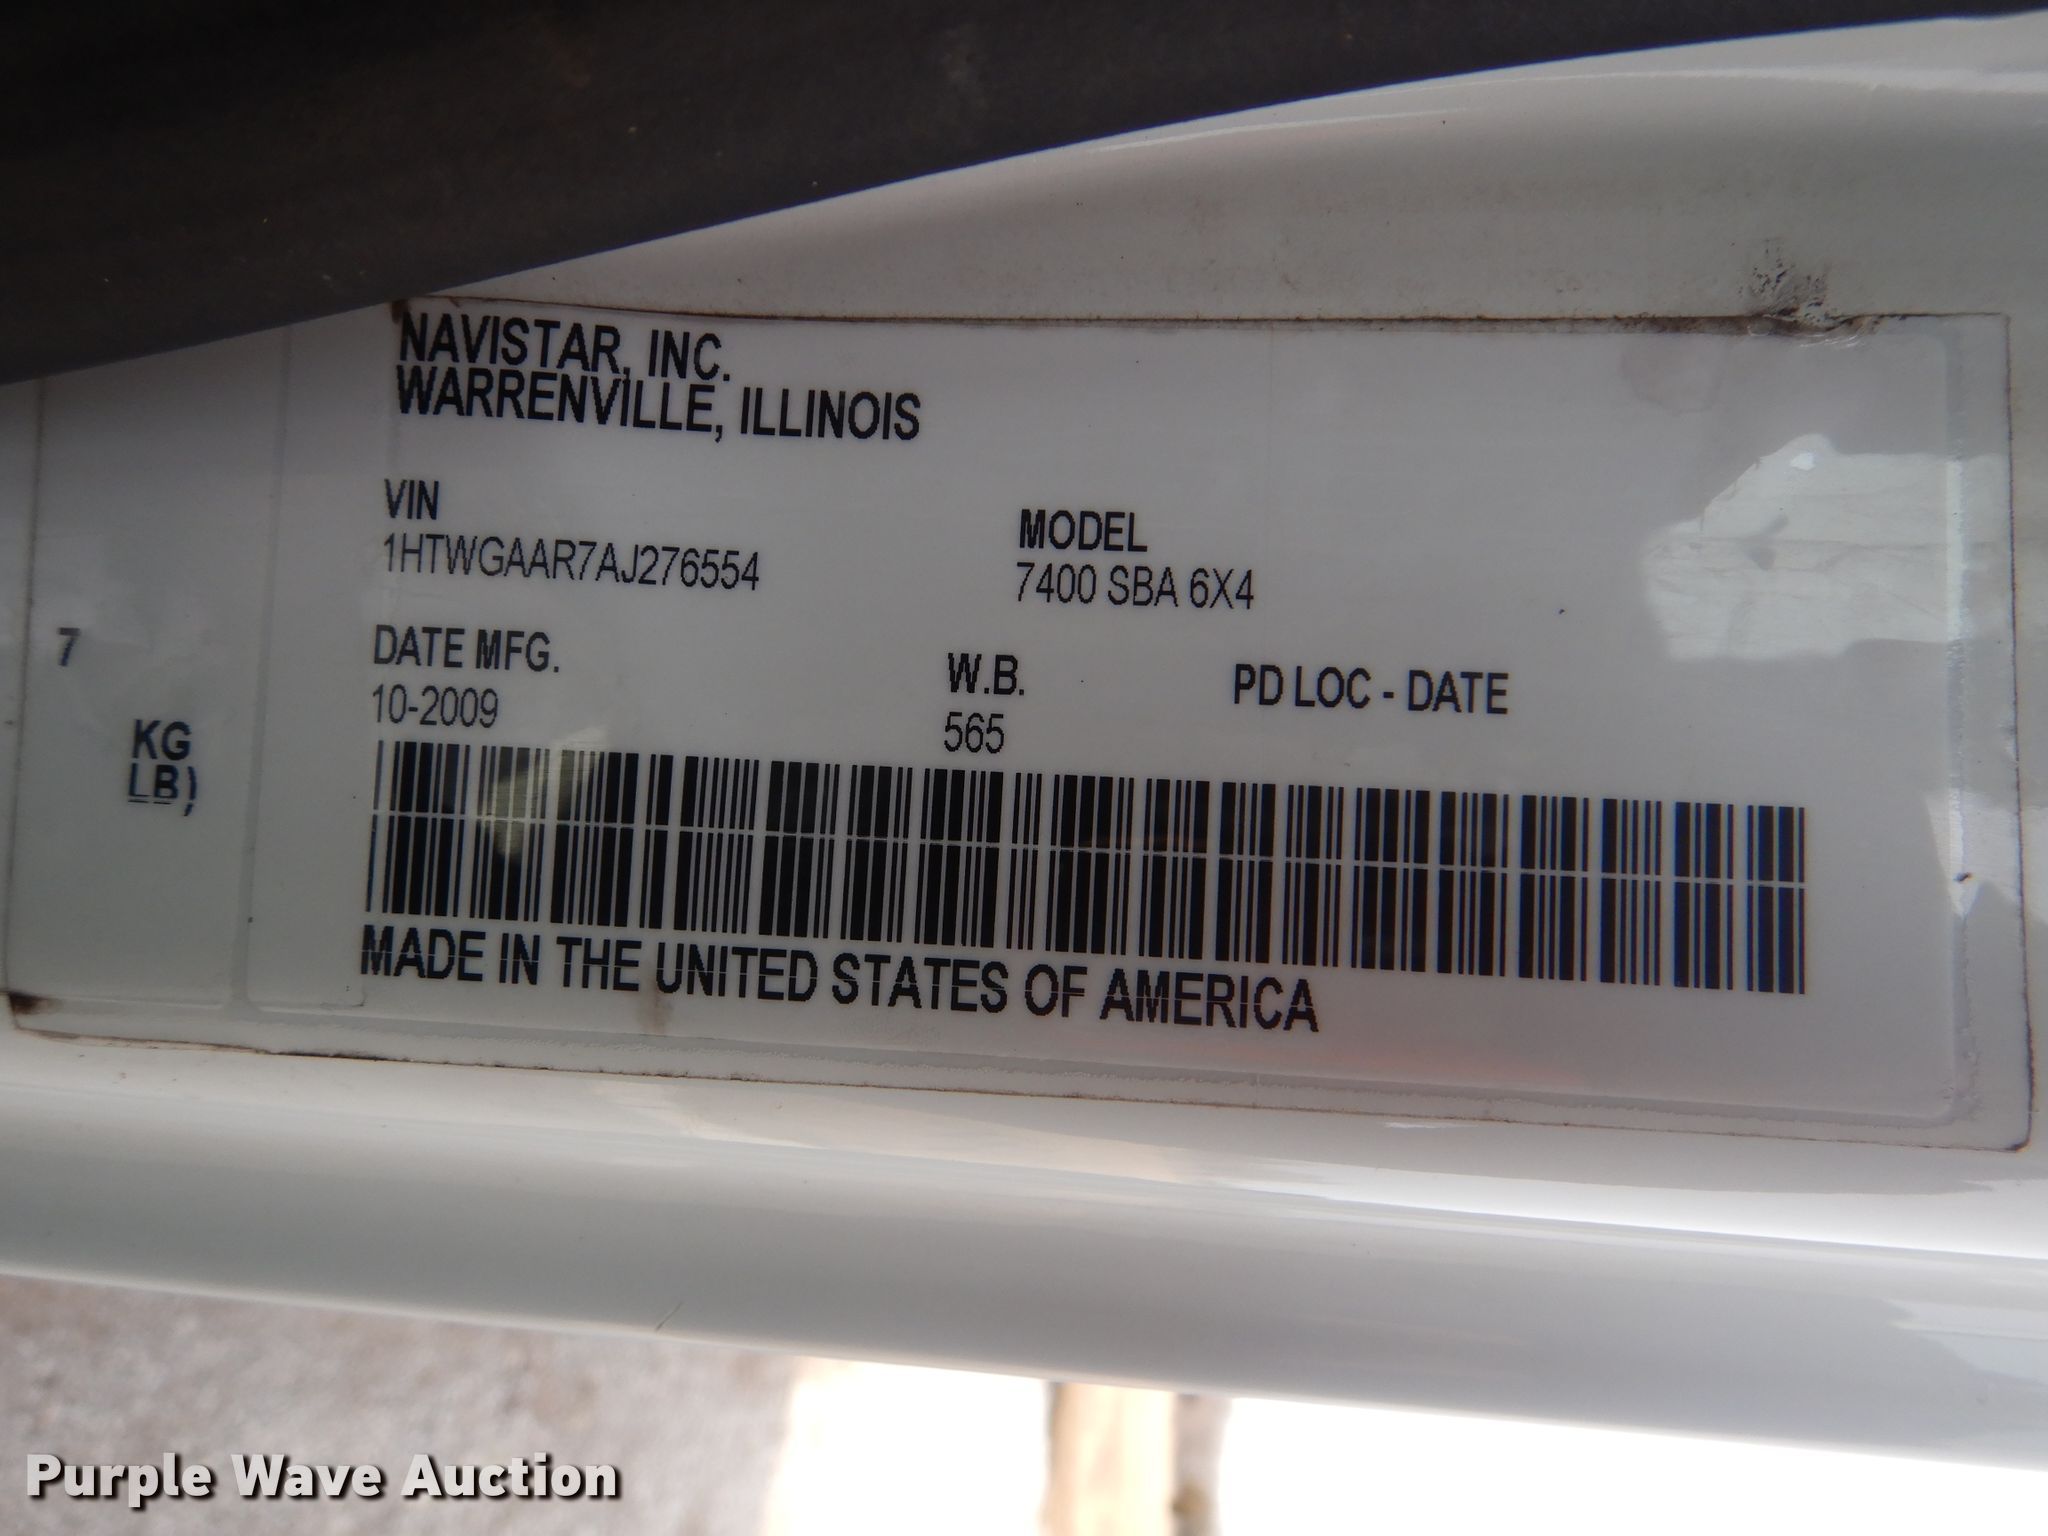 NAVISTAR, INC.
WARRENVILLE, ILLINOIS
VIN
1HTWGAAR7AJ276554
MODEL
7400 SBA 6X4
DATE MFG.
10-2009
W.B.
565
PD LOC - DATE
7
KG
LB)
MADE IN THE UNITED STATES OF AMERICA
Purple Wave Auction